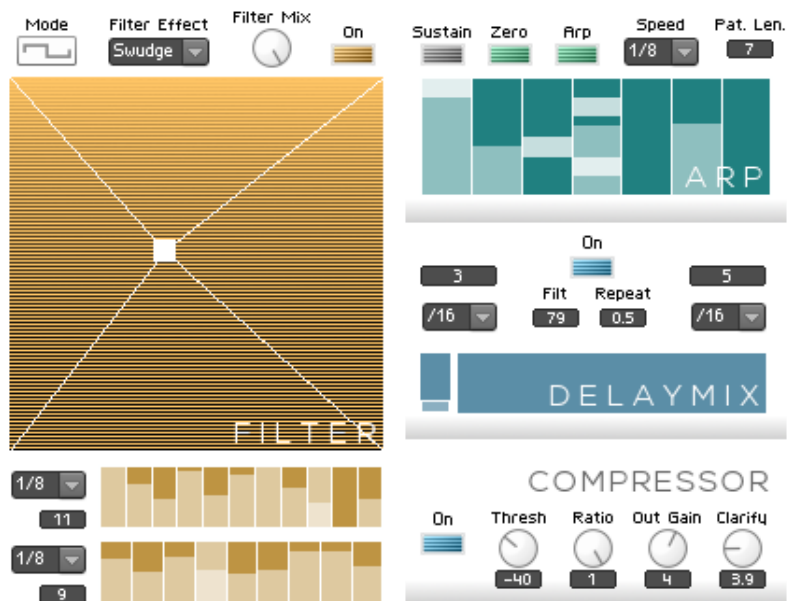 Mode Filter Effect Filter Mix On
Swudge
FILTER
1/8
11
1/8
9
Sustain Zero Arp Speed Pat. Len.
1/8 7
ARP
On
3 5
Filt Repeat
/16 79 0.5 /16
DELAYMIX
COMPRESSOR
On Thresh Ratio Out Gain Clarify
-40 1 4 3.9